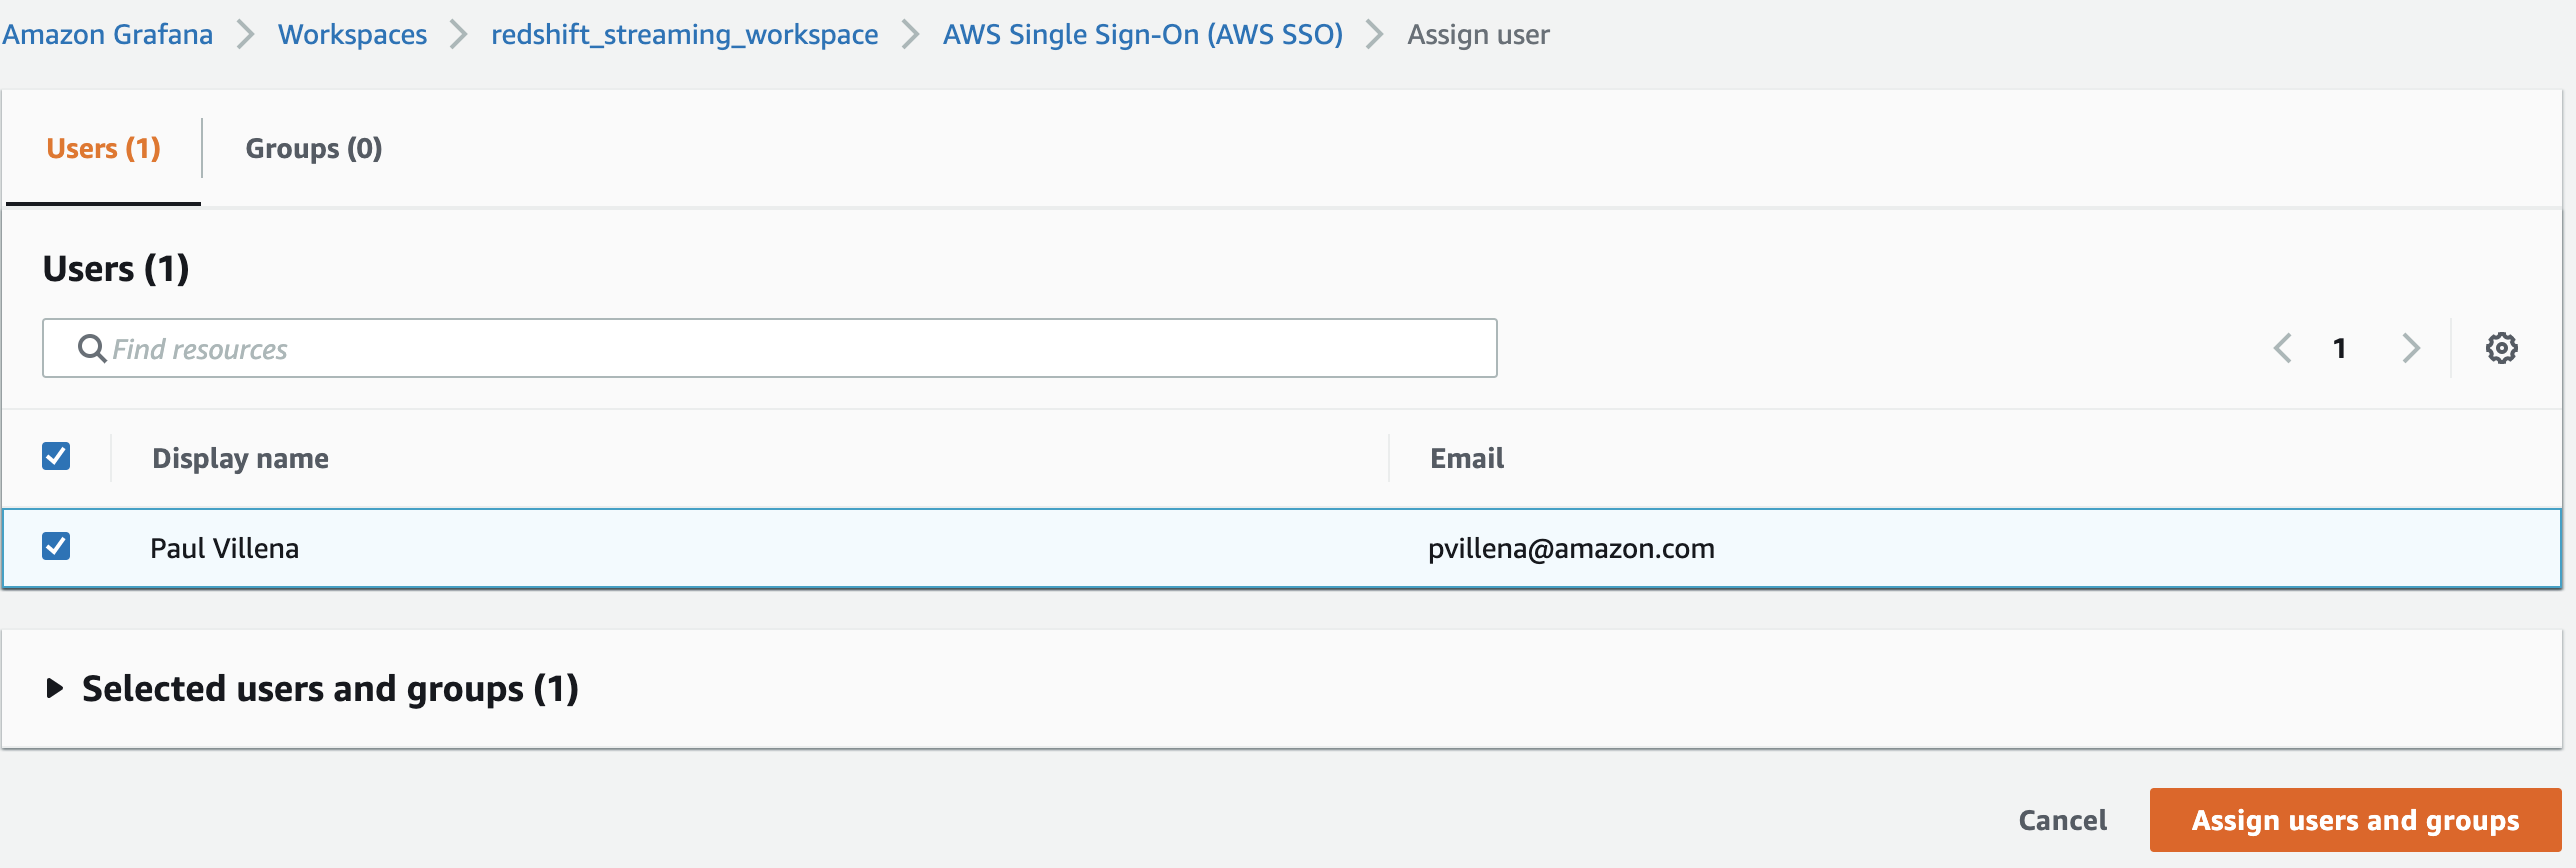 Amazon Grafana Workspaces redshift_streaming_workspace AWS Single Sign-On (AWS SSO) Assign user
Users (1) Groups (0)
Users (1)
Find resources 1
Display name Email
Paul Villena pvillena@amazon.com
Selected users and groups (1)
Cancel Assign users and groups